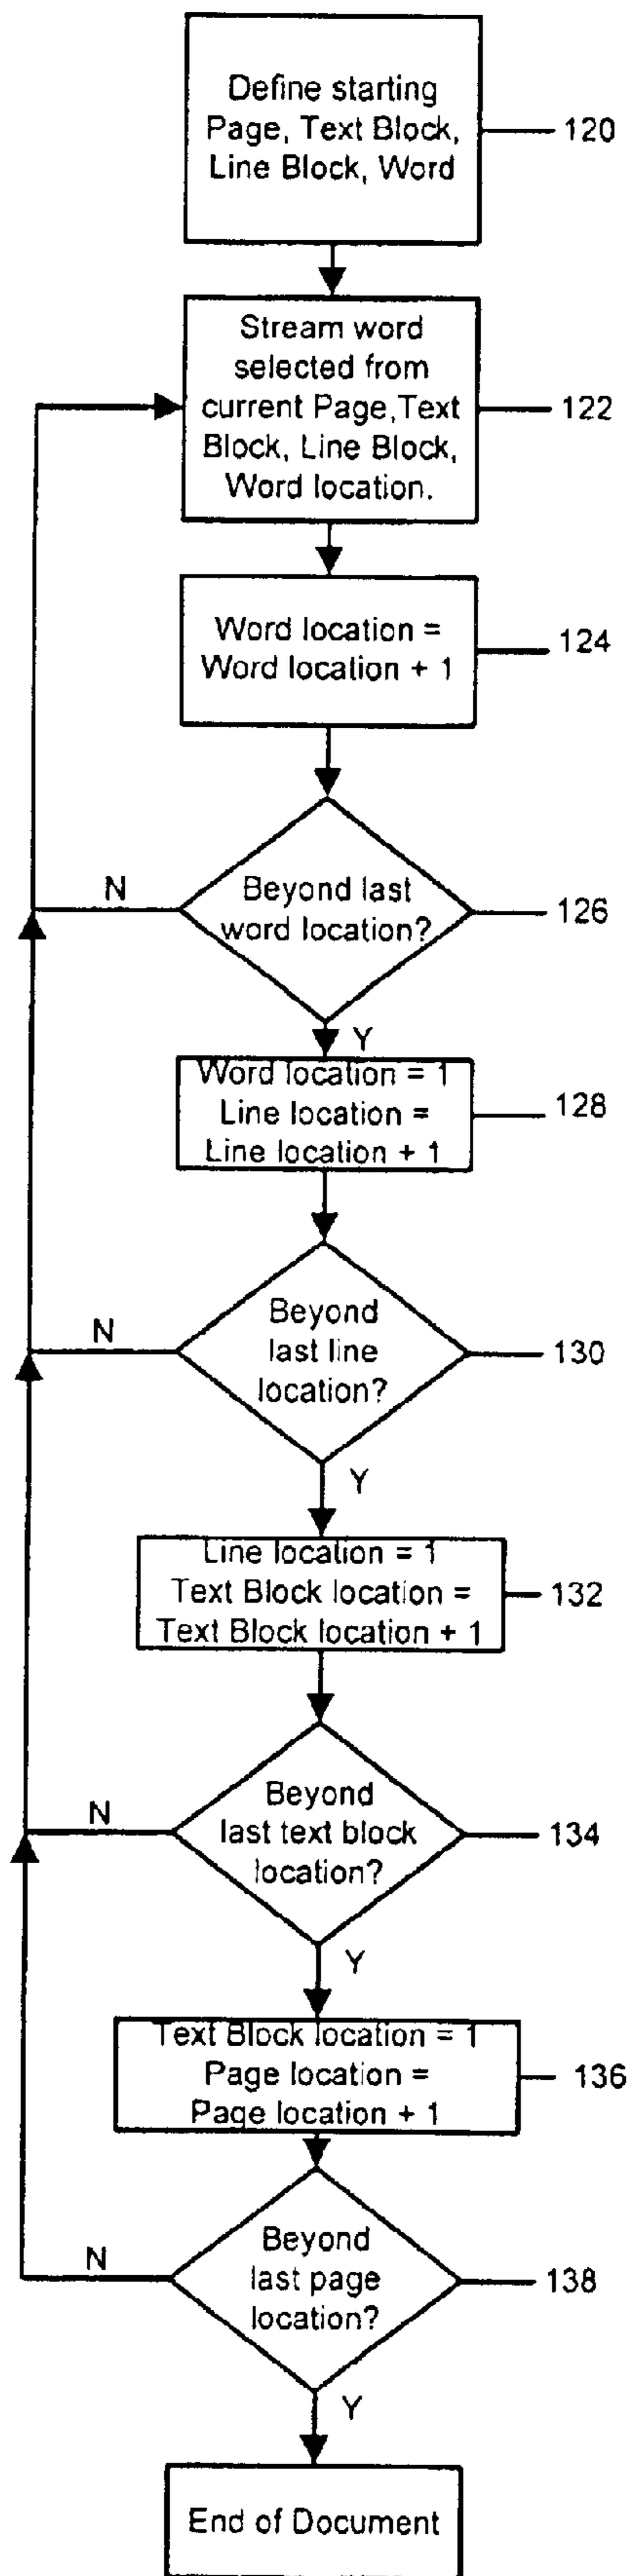 Define starting
Page, Text Block,
Line Block, Word
120
Stream word
selected from
current Page,Text
Block, Line Block,
Word location.
122
Word location =
Word location + 1
124
Beyond last
word location?
126
N
Y
Word location = 1
Line location =
Line location + 1
128
Beyond
last line
location?
130
N
Y
Line location = 1
Text Block location =
Text Block location + 1
132
Beyond
last text block
location?
134
N
Y
Text Block location = 1
Page location =
Page location + 1
136
Beyond
last page
location?
138
N
Y
End of Document